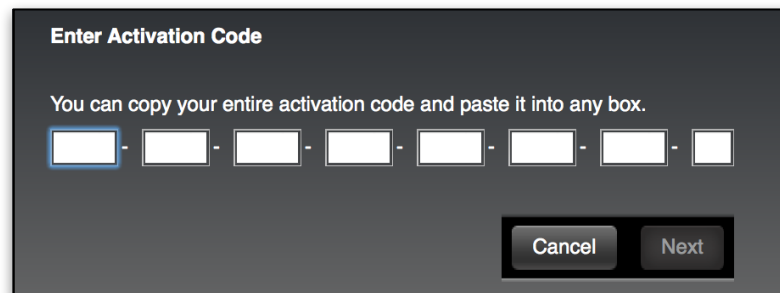 Enter Activation Code
You can copy your entire activation code and paste it into any box.
- - - - - - -
Cancel Next